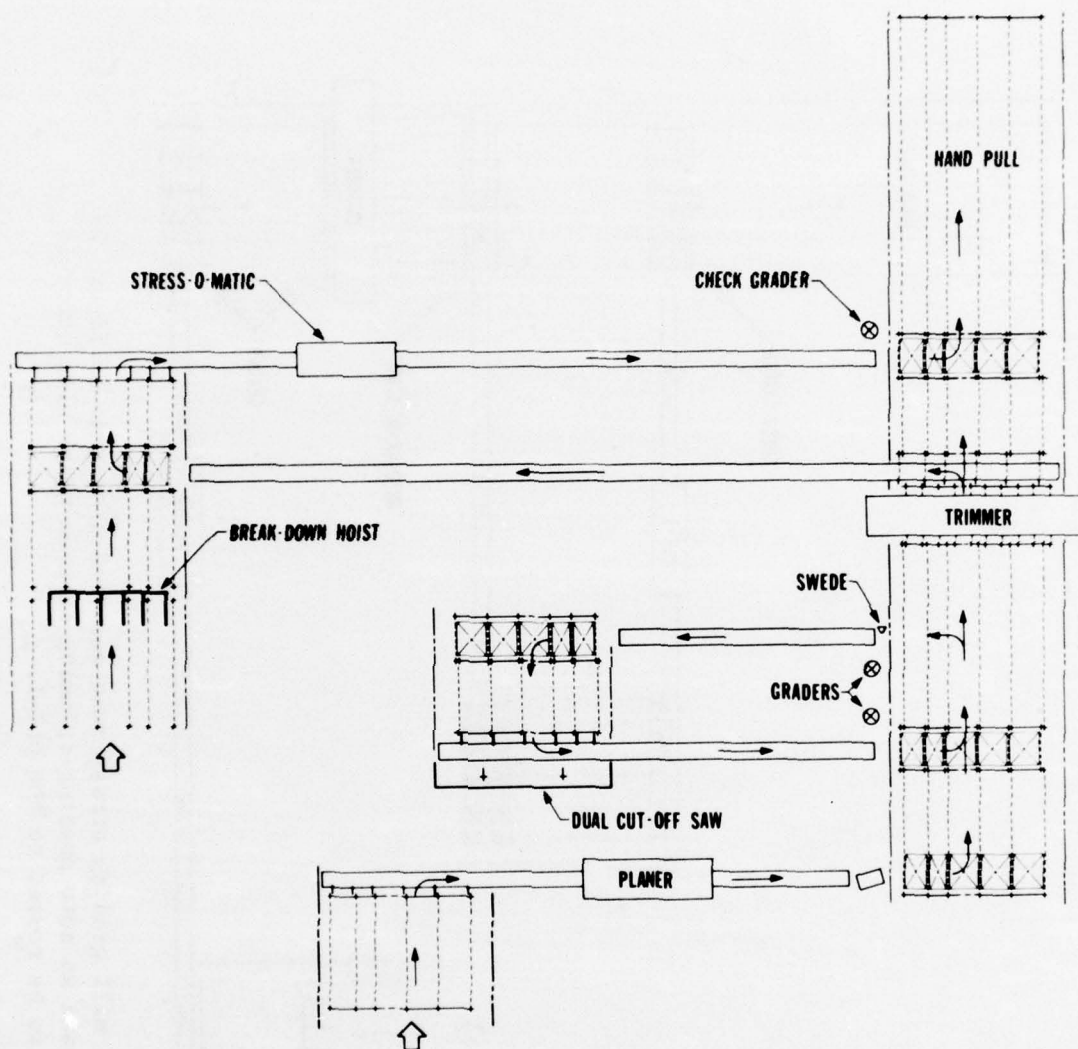 HAND PULL
STRESS-O-MATIC
CHECK GRADER
TRIMMER
BREAK-DOWN HOIST
SWEDE
GRADERS
DUAL CUT-OFF SAW
PLANER